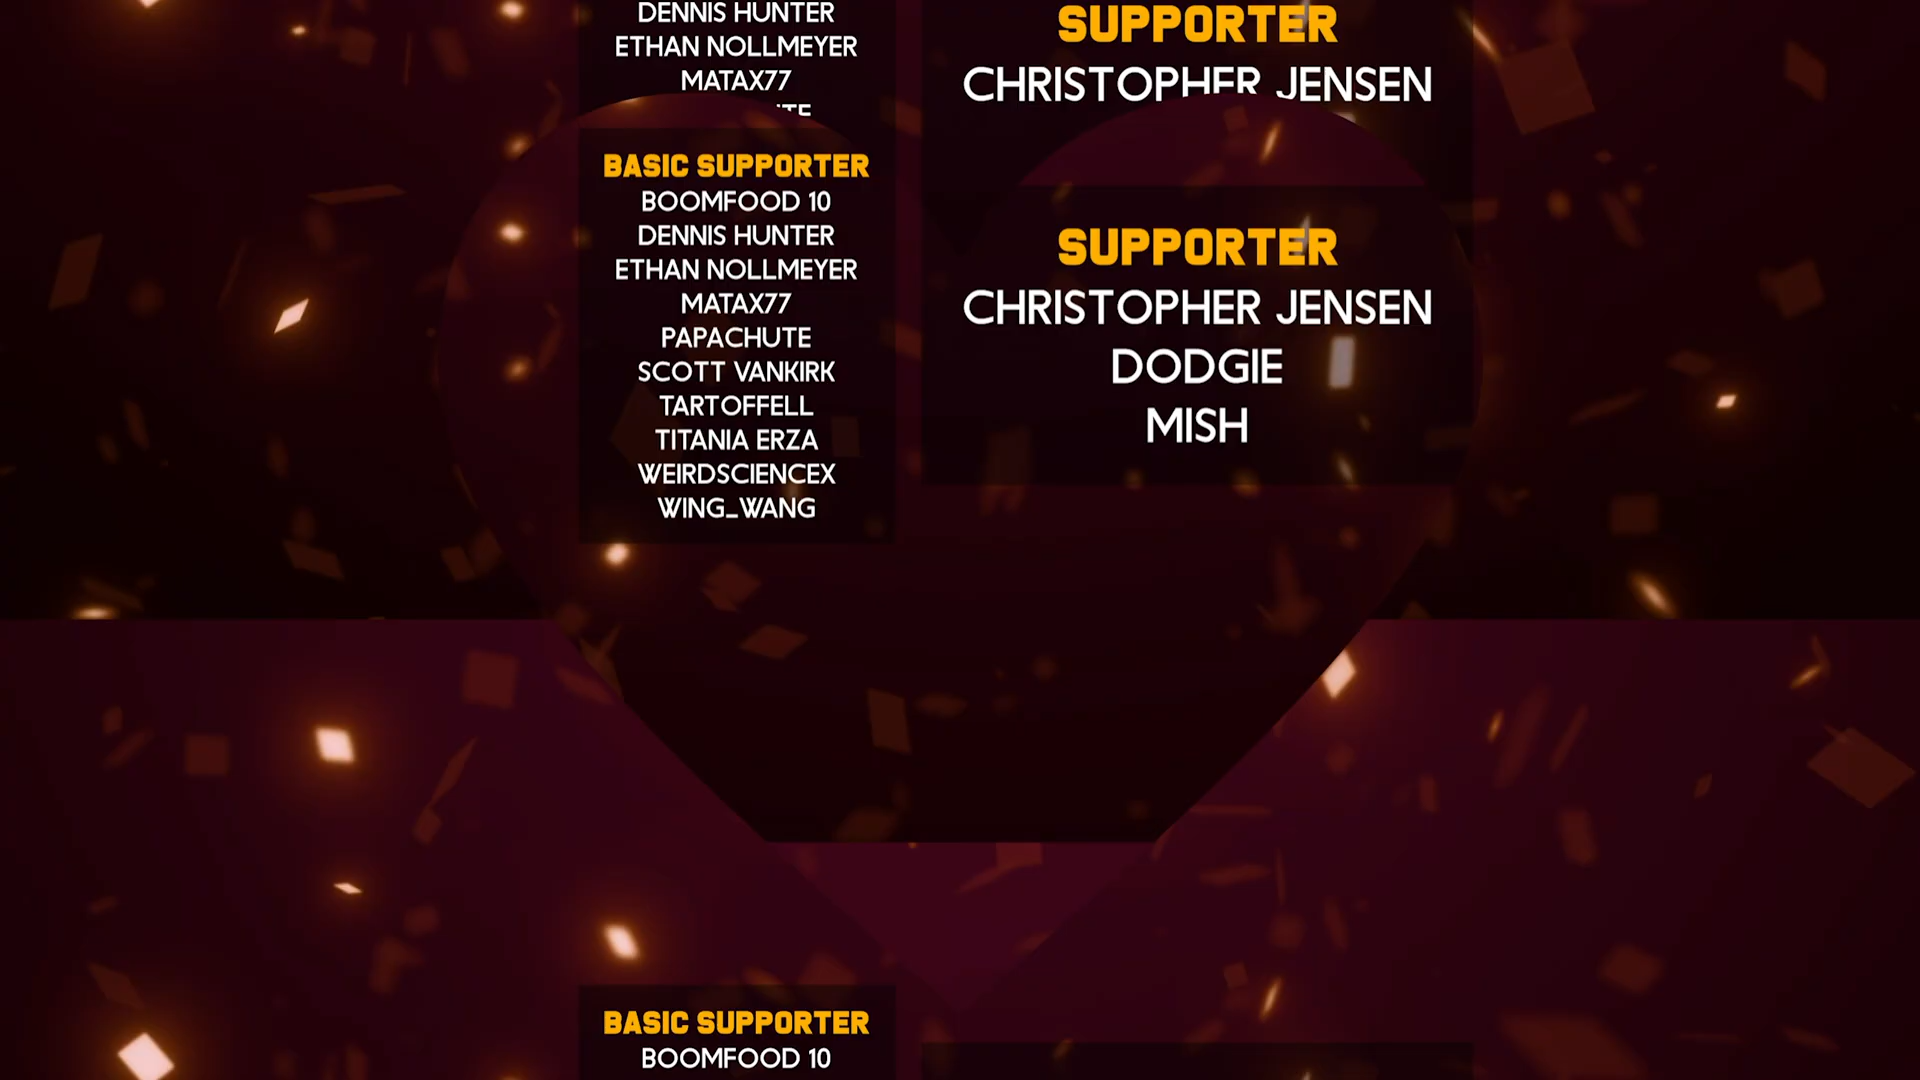 DENNIS HUNTER
ETHAN NOLLMEYER
MATAX77
SUPPORTER
CHRISTOPHER JENSEN
BASIC SUPPORTER
BOOMFOOD 10
DENNIS HUNTER
ETHAN NOLLMEYER
MATAX77
PAPACHUTE
SCOTT VANKIRK
TARTOFFELL
TITANIA ERZA
WEIRDSCIENCEX
WING_WANG
SUPPORTER
CHRISTOPHER JENSEN
DODGIE
MISH
BASIC SUPPORTER
BOOMFOOD 10